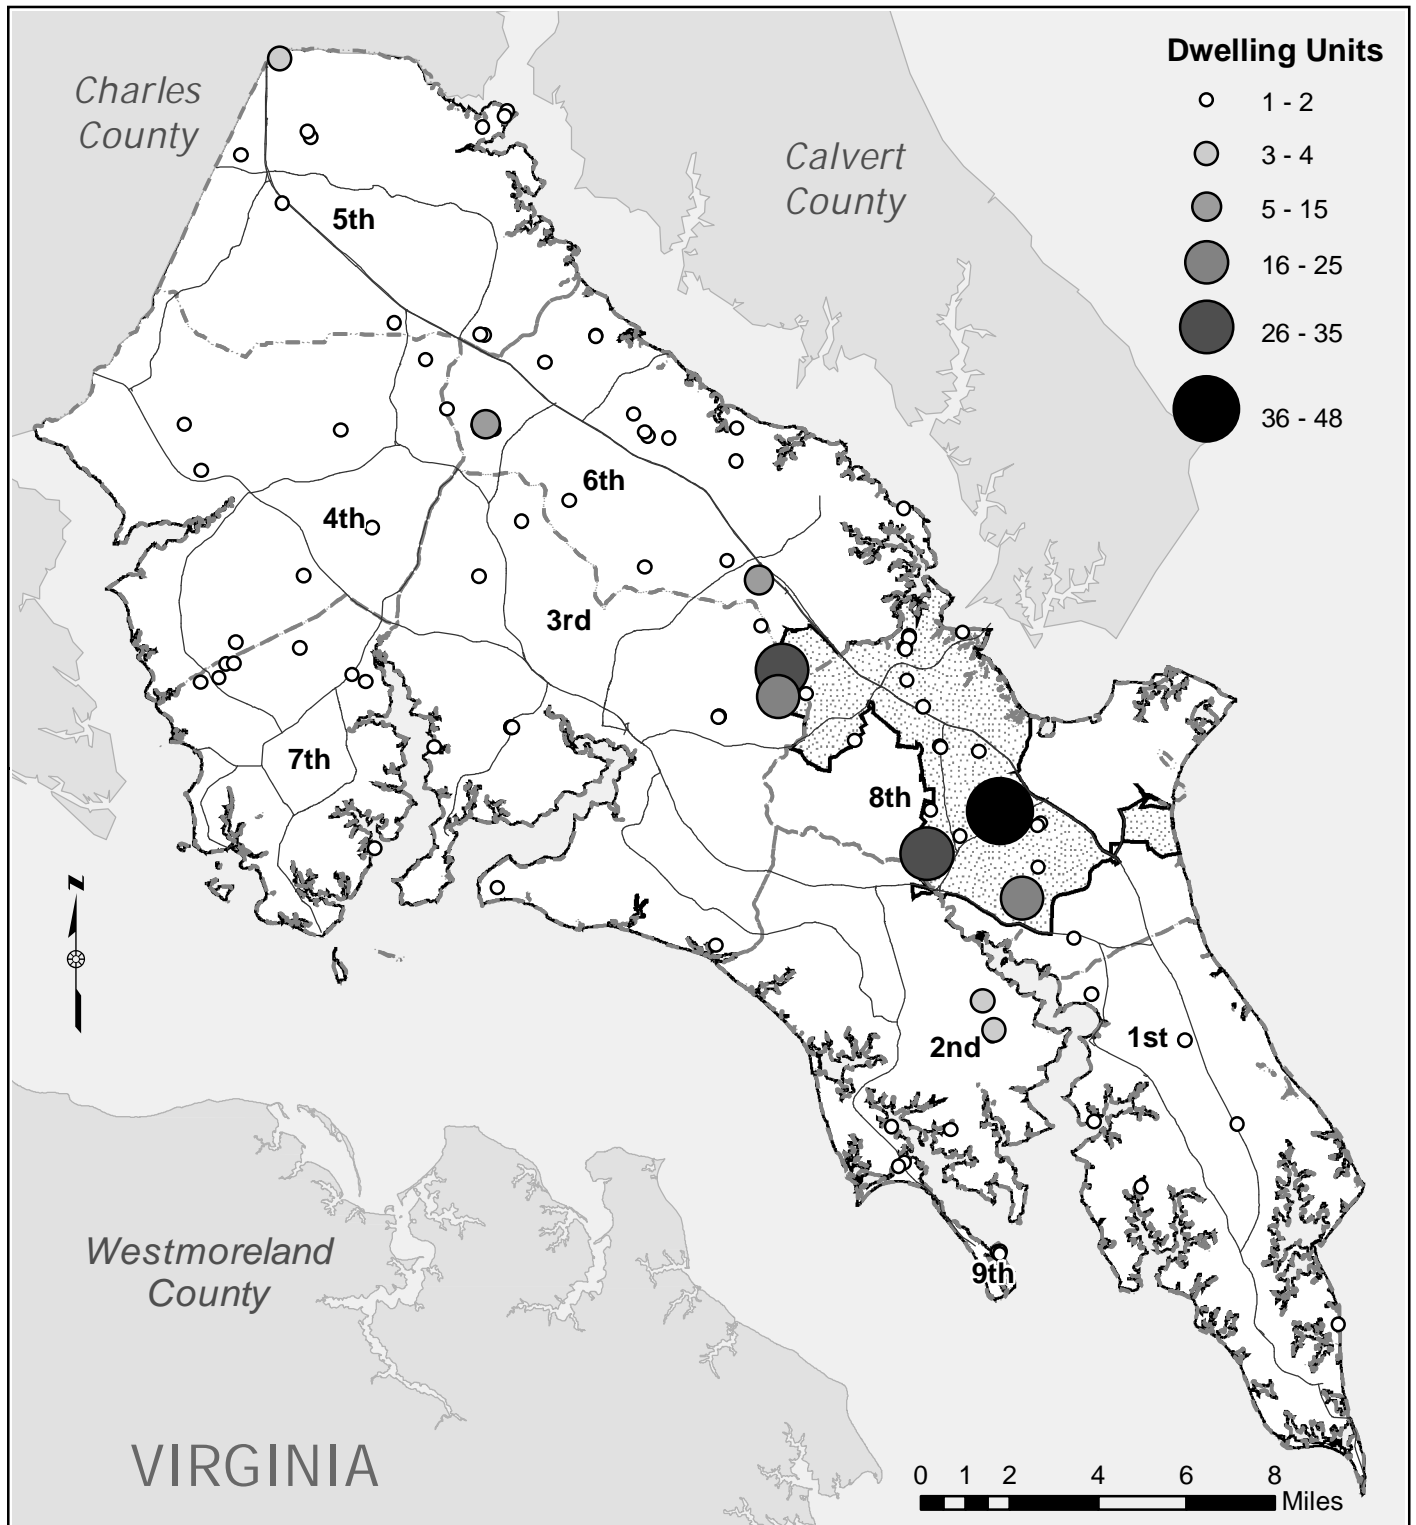 Dwelling Units
1 - 2
3 - 4
5 - 15
16 - 25
26 - 35
36 - 48
Charles
County
Calvert
County
5th
6th
4th
3rd
7th
8th
N
2nd
1st
9th
Westmoreland
County
VIRGINIA
0 1 2 4 6 8
Miles